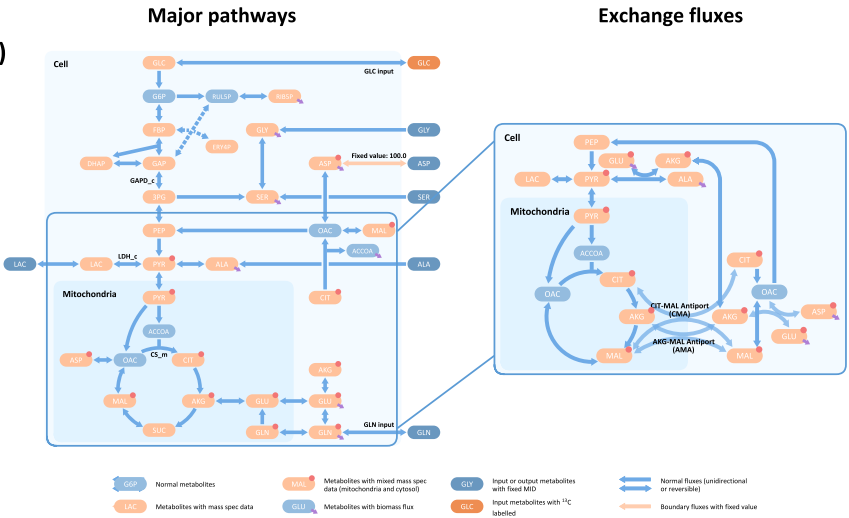 Major pathways
Exchange fluxes
)
Cell
GLC
GLC
GLC input
G6P
RUL5P
RIB5P
F6P
ERY4P
GLY
GLY
DHAP
GAP
Fixed value: 100.0
ASP
ASP
GAPD_c
3PG
SER
SER
PEP
OAC
MAL
ACCOA
LAC
LAC
LDH_c
PYR
ALA
ALA
Mitochondria
PYR
CIT
ACCOA
CS_m
ASP
OAC
CIT
AKG
MAL
AKG
GLU
GLU
SUC
GLN
GLN
GLN input
GLN
Cell
PEP
GLU
AKG
LAC
PYR
ALA
Mitochondria
PYR
ACCOA
CIT
CIT
OAC
OAC
CIT-MAL Antiport
(CMA)
AKG
AKG
ASP
GLU
AKG-MAL Antiport
(AMA)
MAL
MAL
G6P
Normal metabolites
MAL
Metabolites with mixed mass spec
data (mitochondria and cytosol)
GLY
Input or output metabolites
with fixed MID
Normal fluxes (unidirectional
or reversible)
LAC
Metabolites with mass spec data
GLU
Metabolites with biomass flux
GLC
Input metabolites with ¹³C
labelled
Boundary fluxes with fixed value